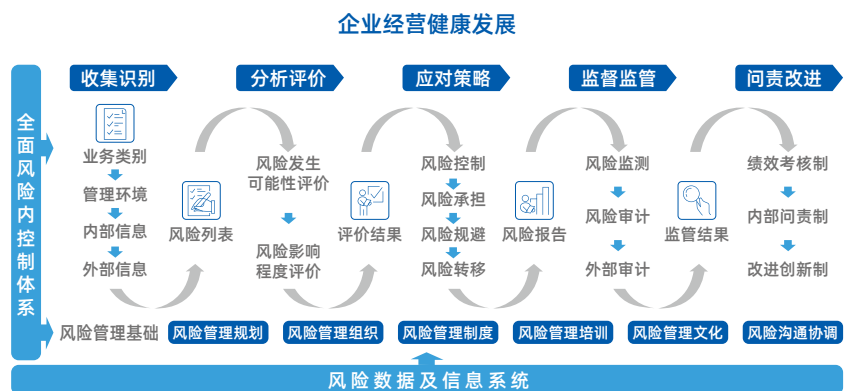 企业经营健康发展
收集识别
分析评价
应对策略
监督监管
问责改进
全面风险内控制体系
业务类别
管理环境
内部信息
外部信息
风险列表
风险发生
可能性评价
风险影响
程度评价
评价结果
风险控制
风险承担
风险规避
风险转移
风险报告
风险监测
风险审计
外部审计
监管结果
绩效考核制
内部问责制
改进创新制
风险管理基础
风险管理规划
风险管理组织
风险管理制度
风险管理培训
风险管理文化
风险沟通协调
风险数据及信息系统